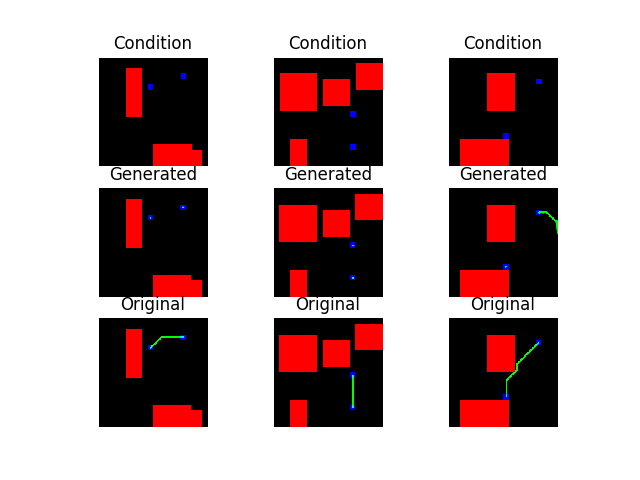 Condition Condition Condition
Generated Generated Generated
Original Original Original